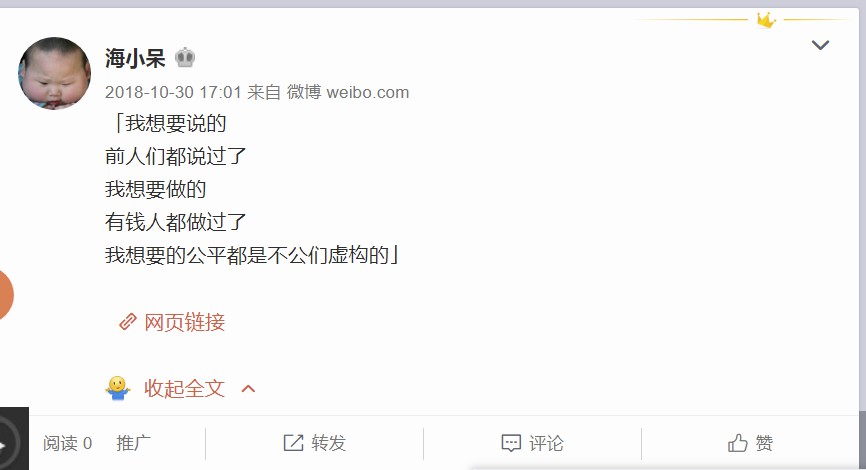 海小呆
2018-10-30 17:01 来自 微博 weibo.com
「我想要说的
前人们都说过了
我想要做的
有钱人都做过了
我想要的公平都是不公们虚构的」
网页链接
收起全文
阅读 0 推广 转发 评论 赞